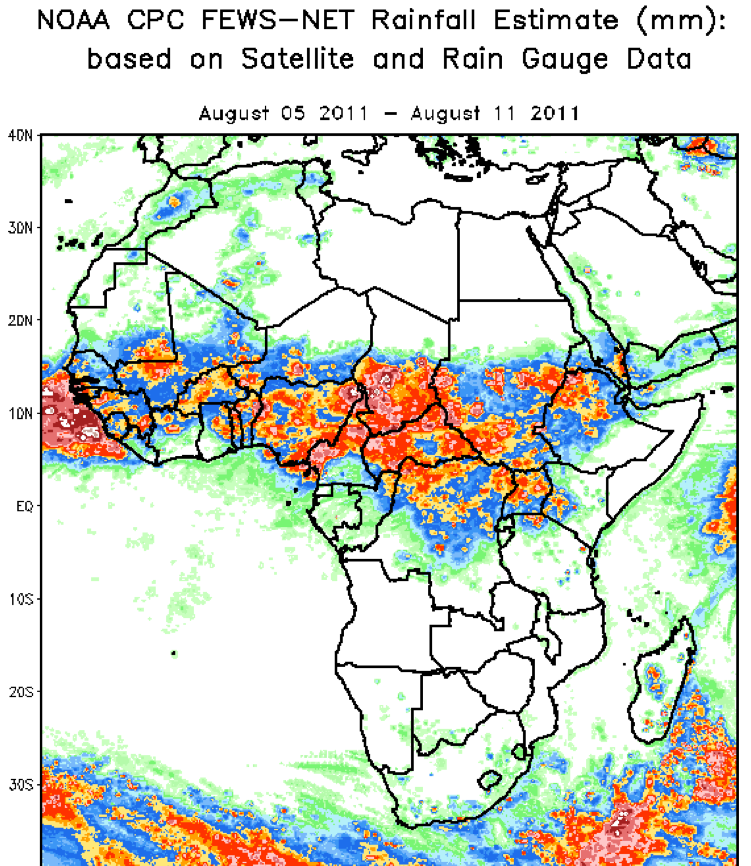 NOAA CPC FEWS-NET Rainfall Estimate (mm):
based on Satellite and Rain Gauge Data
August 05 2011 - August 11 2011
40N
30N
20N
10N
EQ
10S
20S
30S